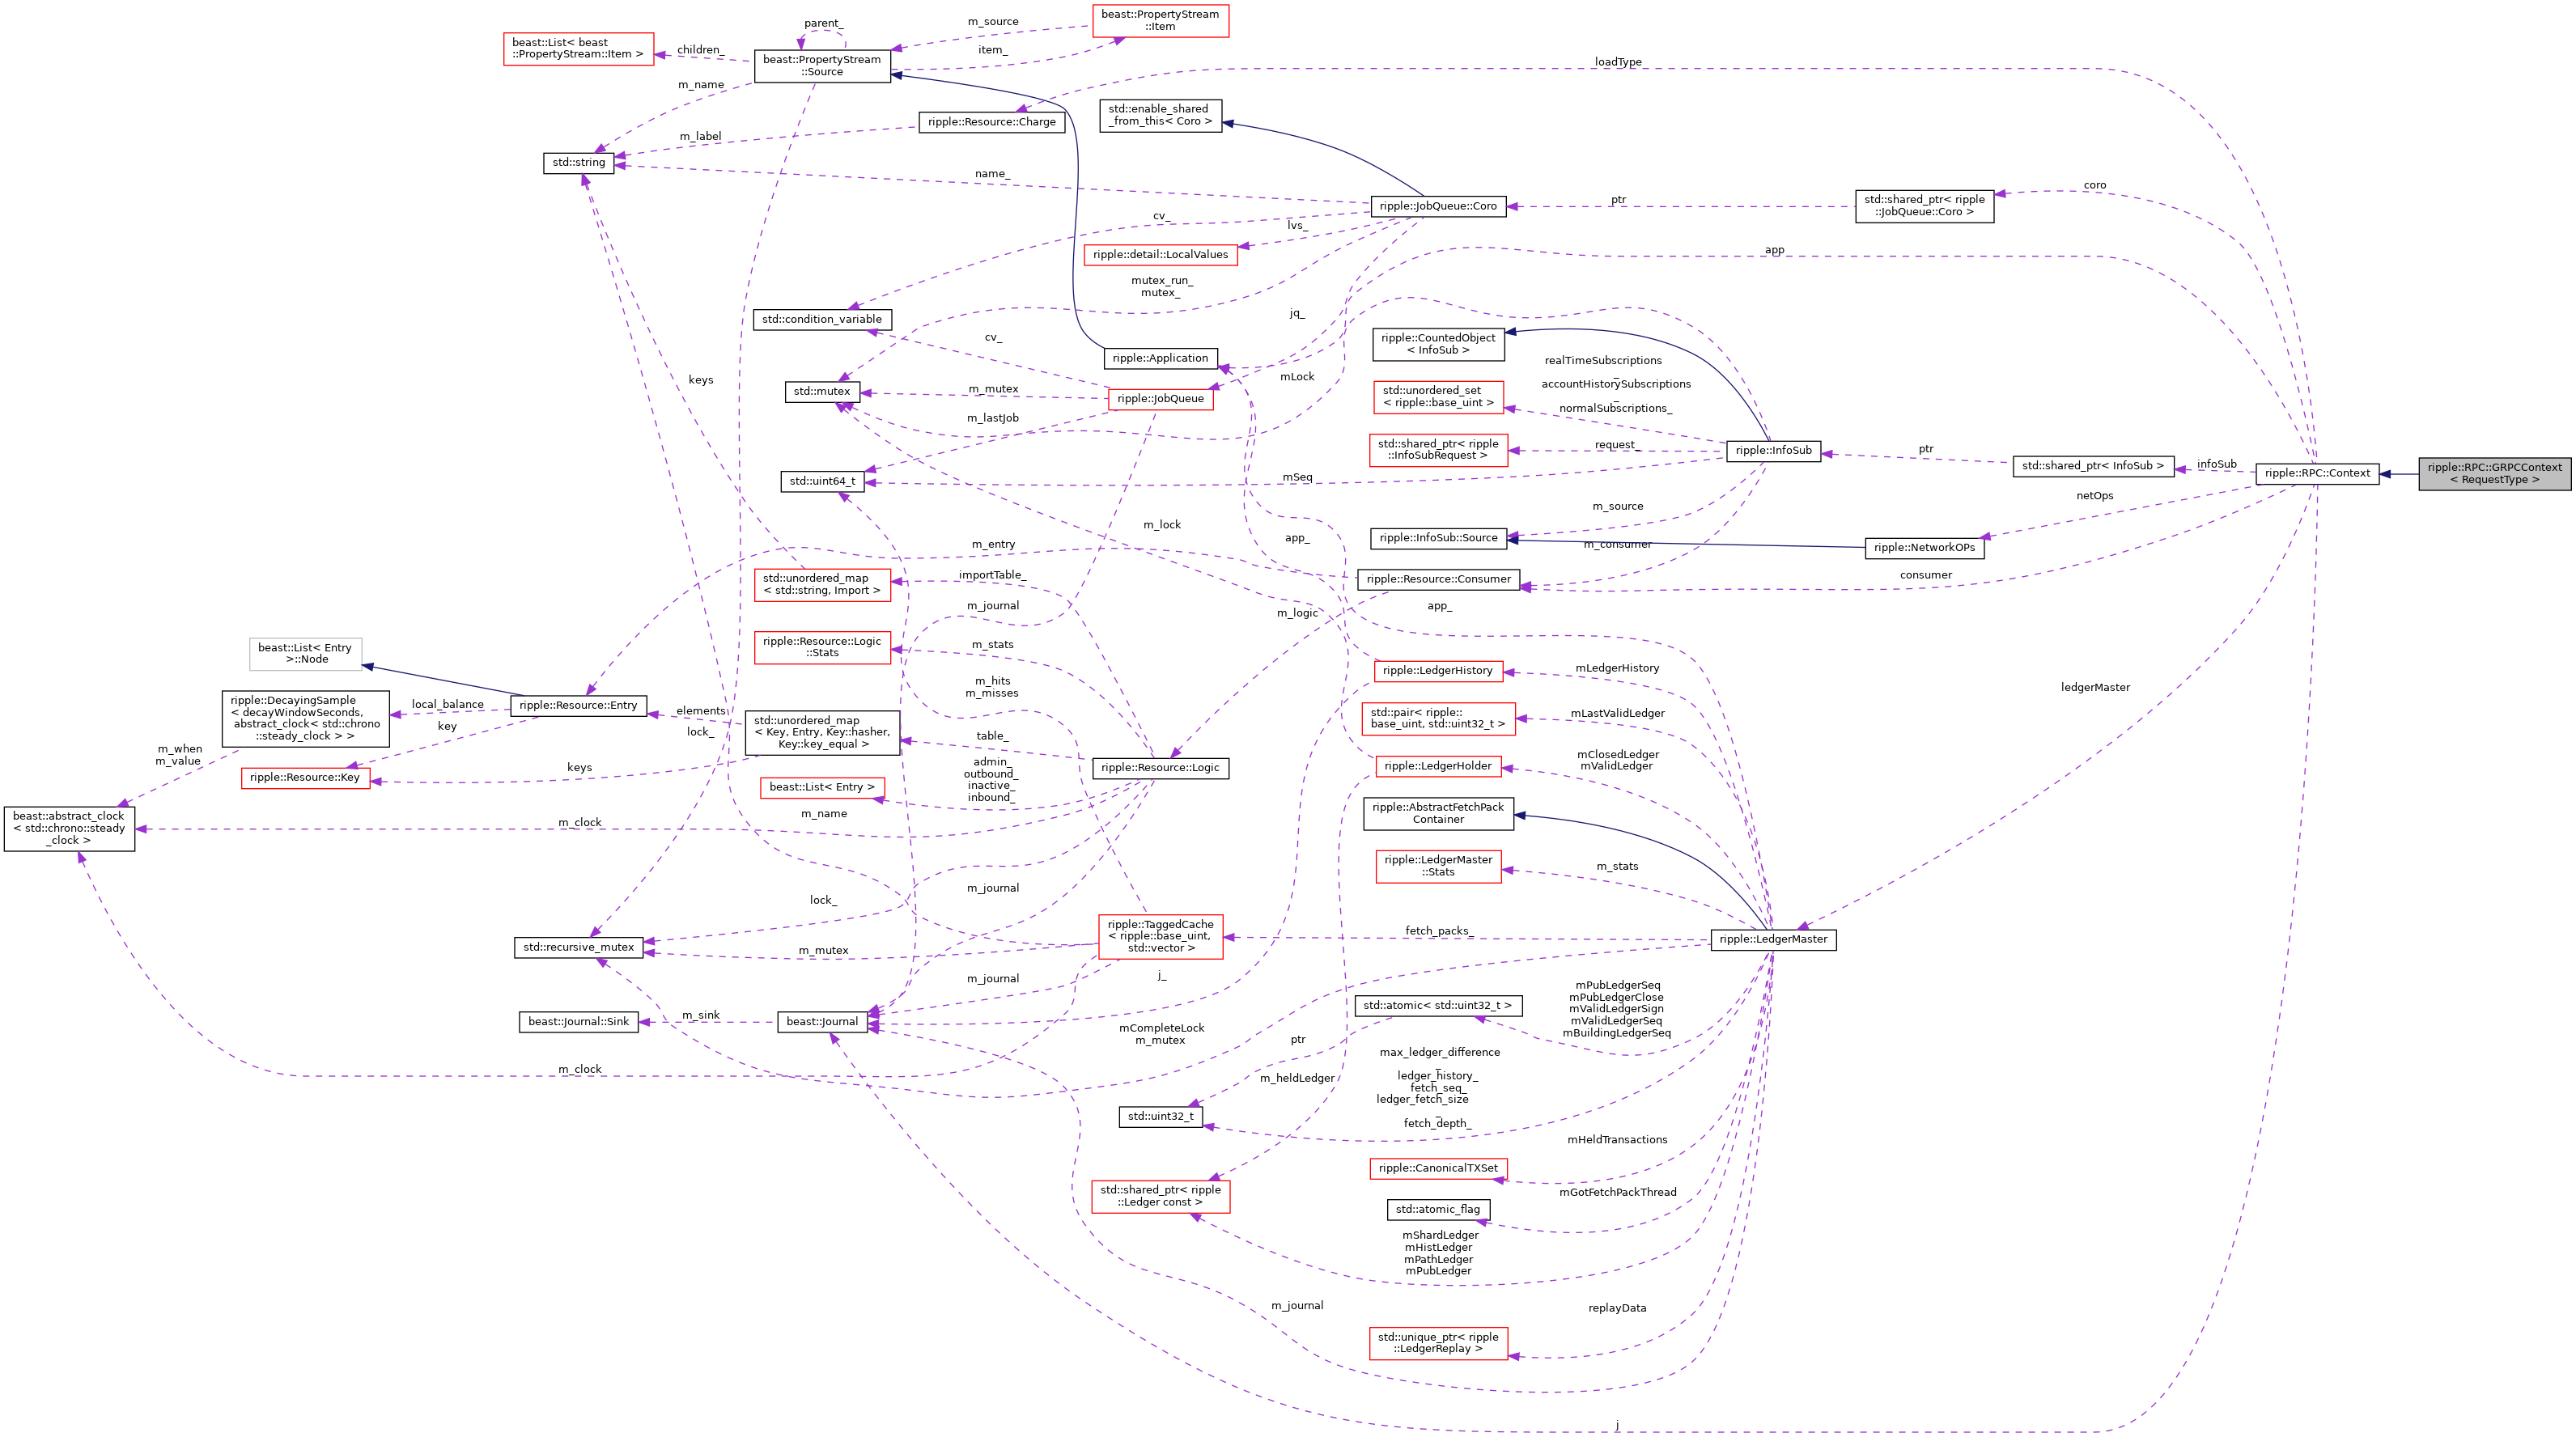 parent_
beast::PropertyStream
::Item
m_source
beast::List< beast
::PropertyStream::Item >
children_
item_
beast::PropertyStream
::Source
loadType
m_name
std::enable_shared
_from_this< Coro >
ripple::Resource::Charge
m_label
std::string
name_
coro
ripple::JobQueue::Coro
ptr
std::shared_ptr< ripple
::JobQueue::Coro >
cv_
lvs_
ripple::detail::LocalValues
app
mutex_run_
mutex_
std::condition_variable
jq_
cv_
ripple::CountedObject
< InfoSub >
ripple::Application
realTimeSubscriptions
_
accountHistorySubscriptions
_
normalSubscriptions_
keys
mLock
std::mutex
m_mutex
ripple::JobQueue
std::unordered_set
< ripple::base_uint >
m_lastJob
std::shared_ptr< ripple
::InfoSubRequest >
request_
ripple::InfoSub
ptr
std::shared_ptr< InfoSub >
infoSub
ripple::RPC::Context
ripple::RPC::GRPCContext
< RequestType >
std::uint64_t
mSeq
netOps
m_source
m_lock
app_
ripple::InfoSub::Source
m_entry
m_consumer
ripple::NetworkOPs
std::unordered_map
< std::string, Import >
importTable_
ripple::Resource::Consumer
consumer
m_journal
m_logic
app_
beast::List< Entry
>::Node
ripple::Resource::Logic
::Stats
m_stats
ripple::LedgerHistory
mLedgerHistory
ledgerMaster
m_hits
m_misses
ripple::DecayingSample
< decayWindowSeconds,
abstract_clock< std::chrono
::steady_clock > >
local_balance
ripple::Resource::Entry
elements
key
std::unordered_map
< Key, Entry, Key::hasher,
Key::key_equal >
std::pair< ripple::
base_uint, std::uint32_t >
mLastValidLedger
lock_
table_
m_when
m_value
mClosedLedger
mValidLedger
ripple::Resource::Key
keys
ripple::Resource::Logic
ripple::LedgerHolder
admin_
outbound_
inactive_
inbound_
beast::List< Entry >
beast::abstract_clock
< std::chrono::steady
_clock >
m_clock
m_name
ripple::AbstractFetchPack
Container
ripple::LedgerMaster
::Stats
m_stats
m_journal
lock_
ripple::TaggedCache
< ripple::base_uint,
std::vector >
fetch_packs_
ripple::LedgerMaster
std::recursive_mutex
m_mutex
m_journal
j_
mPubLedgerSeq
mPubLedgerClose
mValidLedgerSign
mValidLedgerSeq
mBuildingLedgerSeq
std::atomic< std::uint32_t >
beast::Journal::Sink
m_sink
beast::Journal
mCompleteLock
m_mutex
ptr
m_clock
m_heldLedger
max_ledger_difference
_
ledger_history_
fetch_seq_
ledger_fetch_size
_
fetch_depth_
std::uint32_t
mHeldTransactions
ripple::CanonicalTXSet
std::shared_ptr< ripple
::Ledger const >
mGotFetchPackThread
std::atomic_flag
mShardLedger
mHistLedger
mPathLedger
mPubLedger
m_journal
replayData
std::unique_ptr< ripple
::LedgerReplay >
j